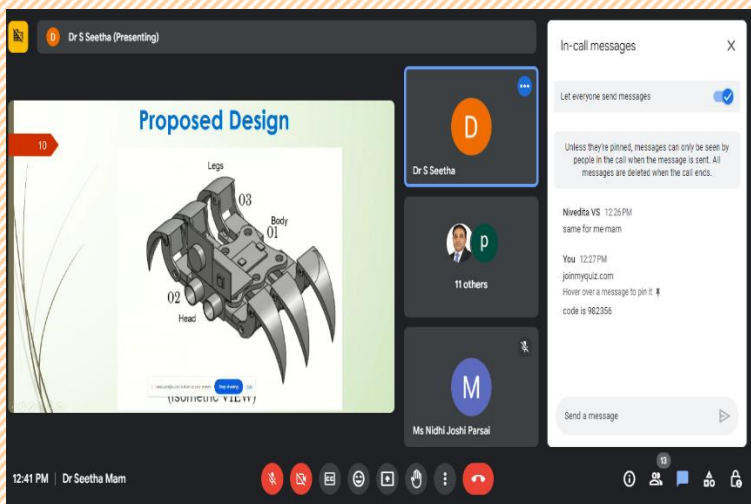 D
Dr S Seetha (Presenting)
10
Proposed Design
Legs
03
Body
01
02
Head
Stop sharing
(Isometric VIEW)
D
Dr S Seetha
p
11 others
M
Ms Nidhi Joshi Parsai
In-call messages
Let everyone send messages
Unless they're pinned, messages can only be seen by
people in the call when the message is sent. All
messages are deleted when the call ends.
Nivedita VS 12:26 PM
same for me mam
You 12:27 PM
joinmyquiz.com
Hover over a message to pin it
code is 982356
Send a message
12:41 PM | Dr Seetha Mam
CC
13